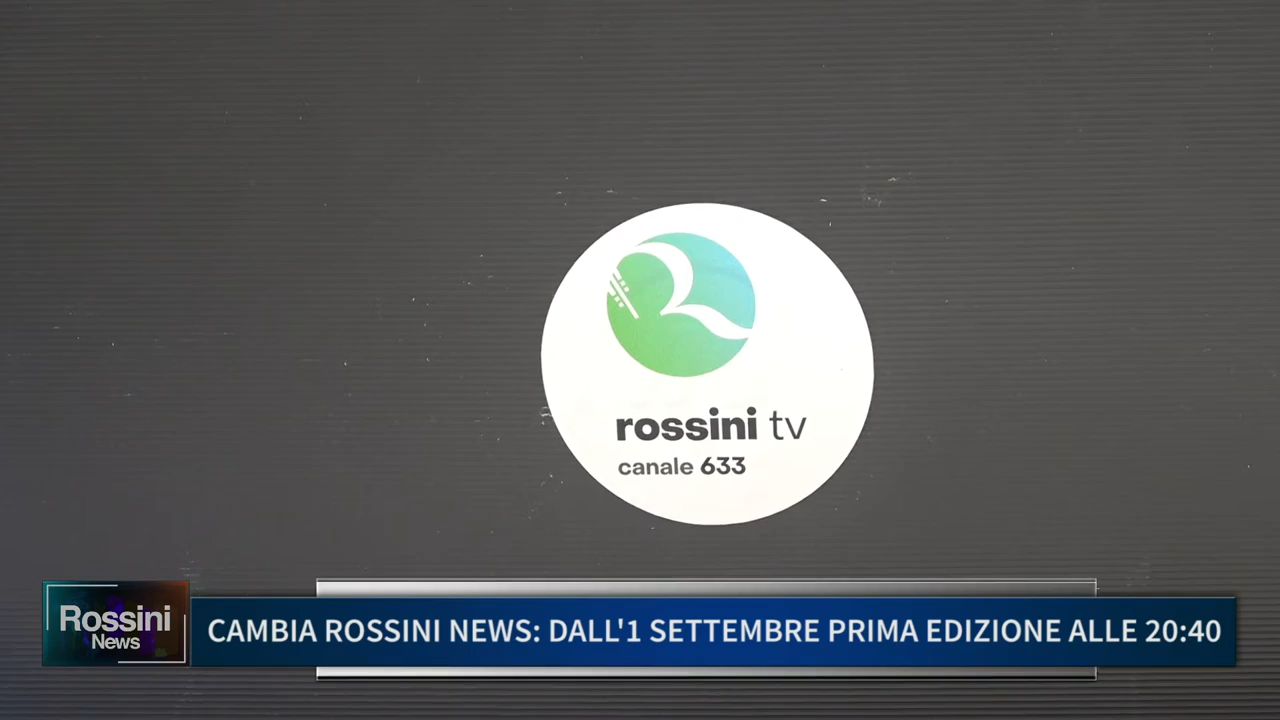 rossini tv
canale 633
Rossini
News
CAMBIA ROSSINI NEWS: DALL'1 SETTEMBRE PRIMA EDIZIONE ALLE 20:40